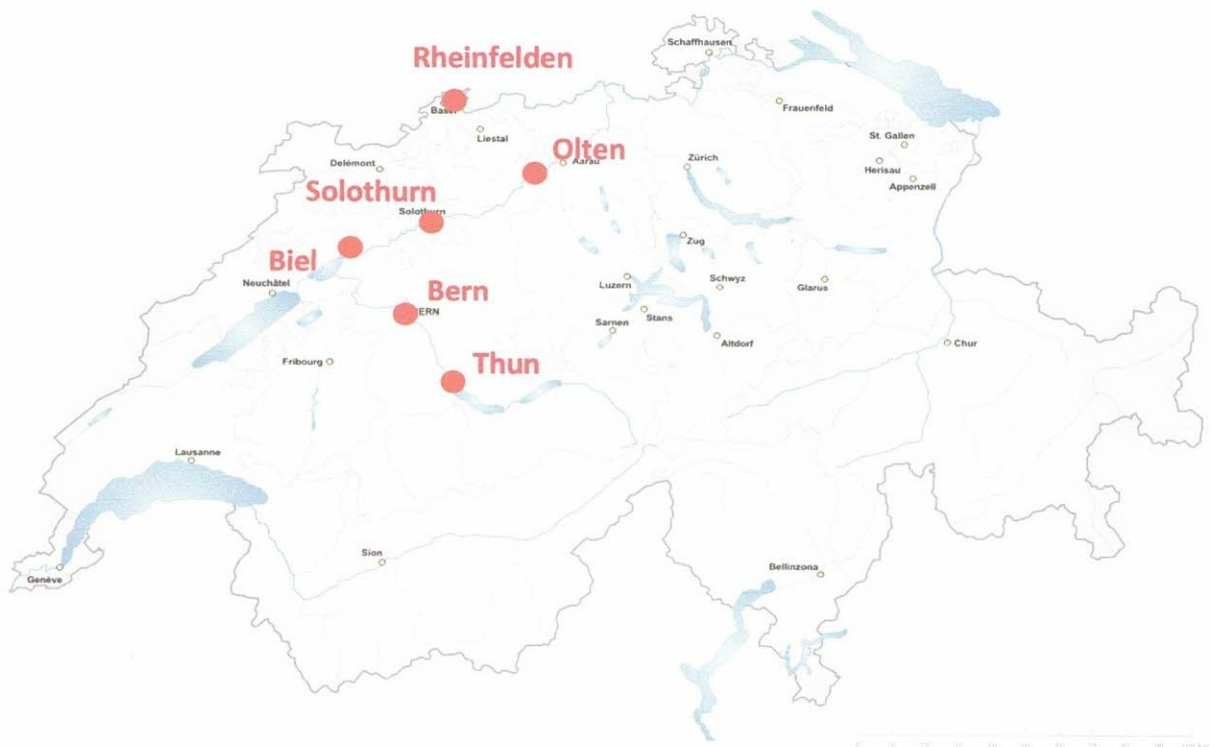 Schaffhausen
Rheinfelden
Basel
Frauenfeld
Liestal
St. Gallen
Olten
Aarau
Delémont
Zürich
Herisau
Appenzell
Solothurn
Solothurn
Zug
Biel
Neuchâtel
Bern
ERN
Luzern
Schwyz
Glarus
Stans
Sarnen
Altdorf
Chur
Fribourg
Thun
Lausanne
Sion
Genève
Bellinzona